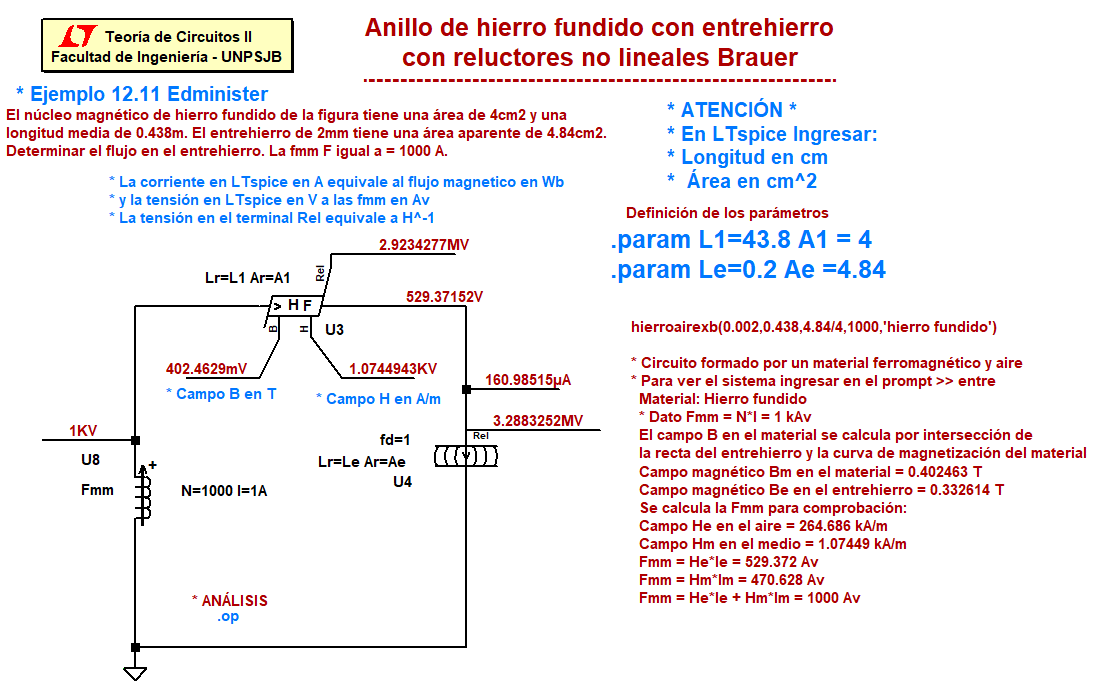 Teoría de Circuitos II
Facultad de Ingeniería - UNPSJB
Anillo de hierro fundido con entrehierro
con reluctores no lineales Brauer
* Ejemplo 12.11 Edminister
El núcleo magnético de hierro fundido de la figura tiene una área de 4cm2 y una
longitud media de 0.438m. El entrehierro de 2mm tiene una área aparente de 4.84cm2.
Determinar el flujo en el entrehierro. La fmm F igual a = 1000 A.
* La corriente en LTspice en A equivale al flujo magnetico en Wb
* y la tensión en LTspice en V a las fmm en Av
* La tensión en el terminal Rel equivale a H^-1
* ATENCIÓN *
* En LTspice Ingresar:
* Longitud en cm
* Área en cm^2
Definición de los parámetros
.param L1=43.8 A1 = 4
.param Le=0.2 Ae =4.84
2.9234277MV
Lr=L1 Ar=A1
Rel
> H F
529.37152V
B
H
U3
402.4629mV
1.0744943KV
* Campo B en T
* Campo H en A/m
160.98515µA
3.2883252MV
Rel
fd=1
Lr=Le Ar=Ae
U4
1KV
U8
+
Fmm
N=1000 I=1A
* ANÁLISIS
.op
hierroairexb(0.002,0.438,4.84/4,1000,'hierro fundido')
* Circuito formado por un material ferromagnético y aire
* Para ver el sistema ingresar en el prompt >> entre
Material: Hierro fundido
* Dato Fmm = N*I = 1 kAv
El campo B en el material se calcula por intersección de
la recta del entrehierro y la curva de magnetización del material
Campo magnético Bm en el material = 0.402463 T
Campo magnético Be en el entrehierro = 0.332614 T
Se calcula la Fmm para comprobación:
Campo He en el aire = 264.686 kA/m
Campo Hm en el medio = 1.07449 kA/m
Fmm = He*le = 529.372 Av
Fmm = Hm*lm = 470.628 Av
Fmm = He*le + Hm*lm = 1000 Av